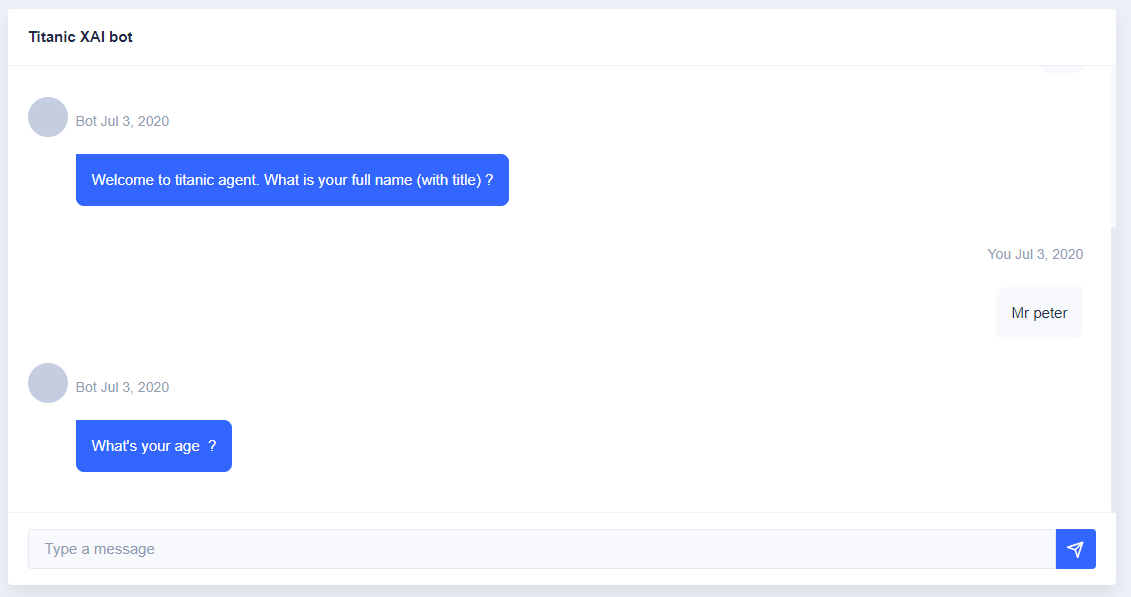 Titanic XAI bot
Bot Jul 3, 2020
Welcome to titanic agent. What is your full name (with title) ?
You Jul 3, 2020
Mr peter
Bot Jul 3, 2020
What's your age  ?
Type a message